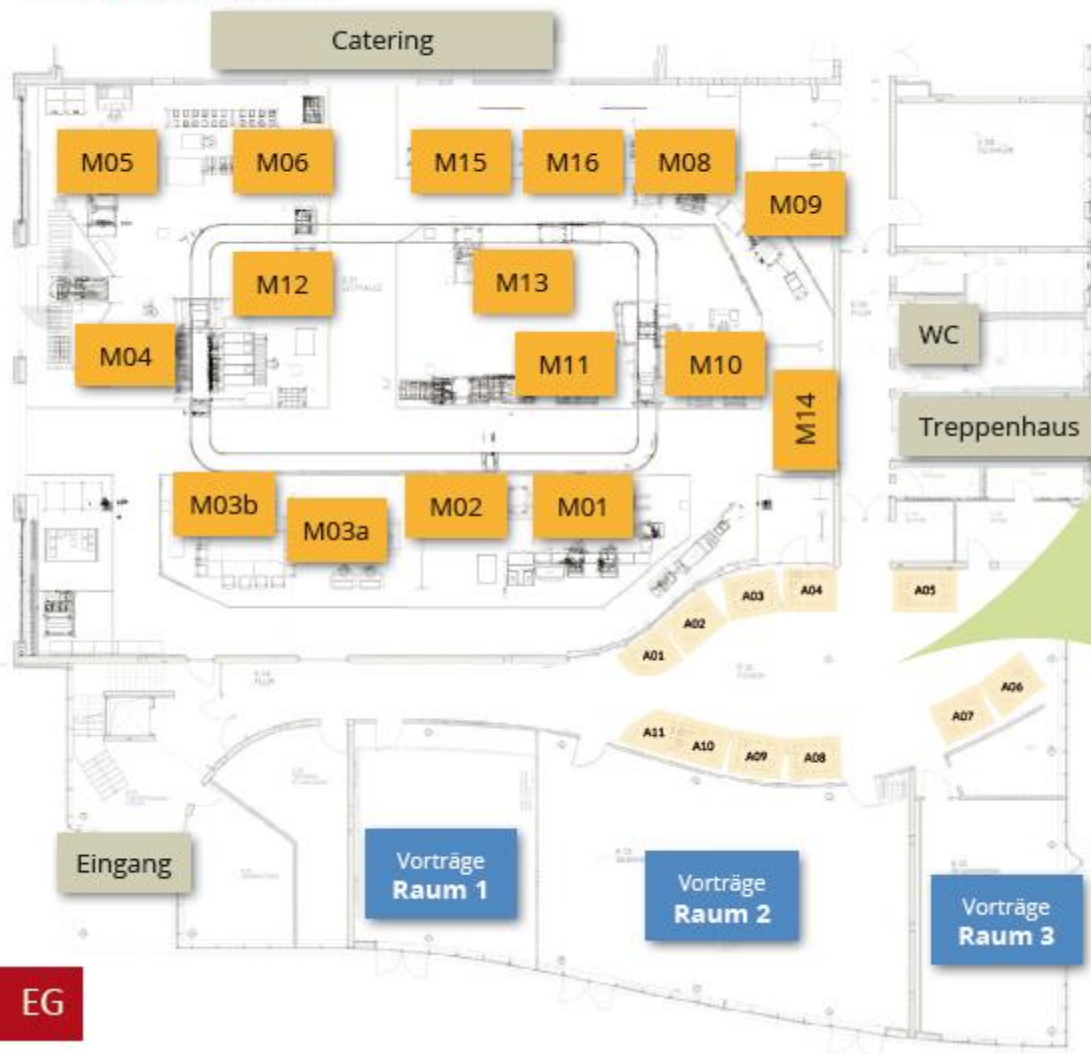 Catering
M05
M06
M15
M16
M08
M09
M12
M13
M04
M11
M10
WC
M14
Treppenhaus
M03b
M03a
M02
M01
A01
A02
A03
A04
A05
A06
A07
A11
A10
A09
A08
Eingang
Vorträge
Raum 1
Vorträge
Raum 2
Vorträge
Raum 3
EG